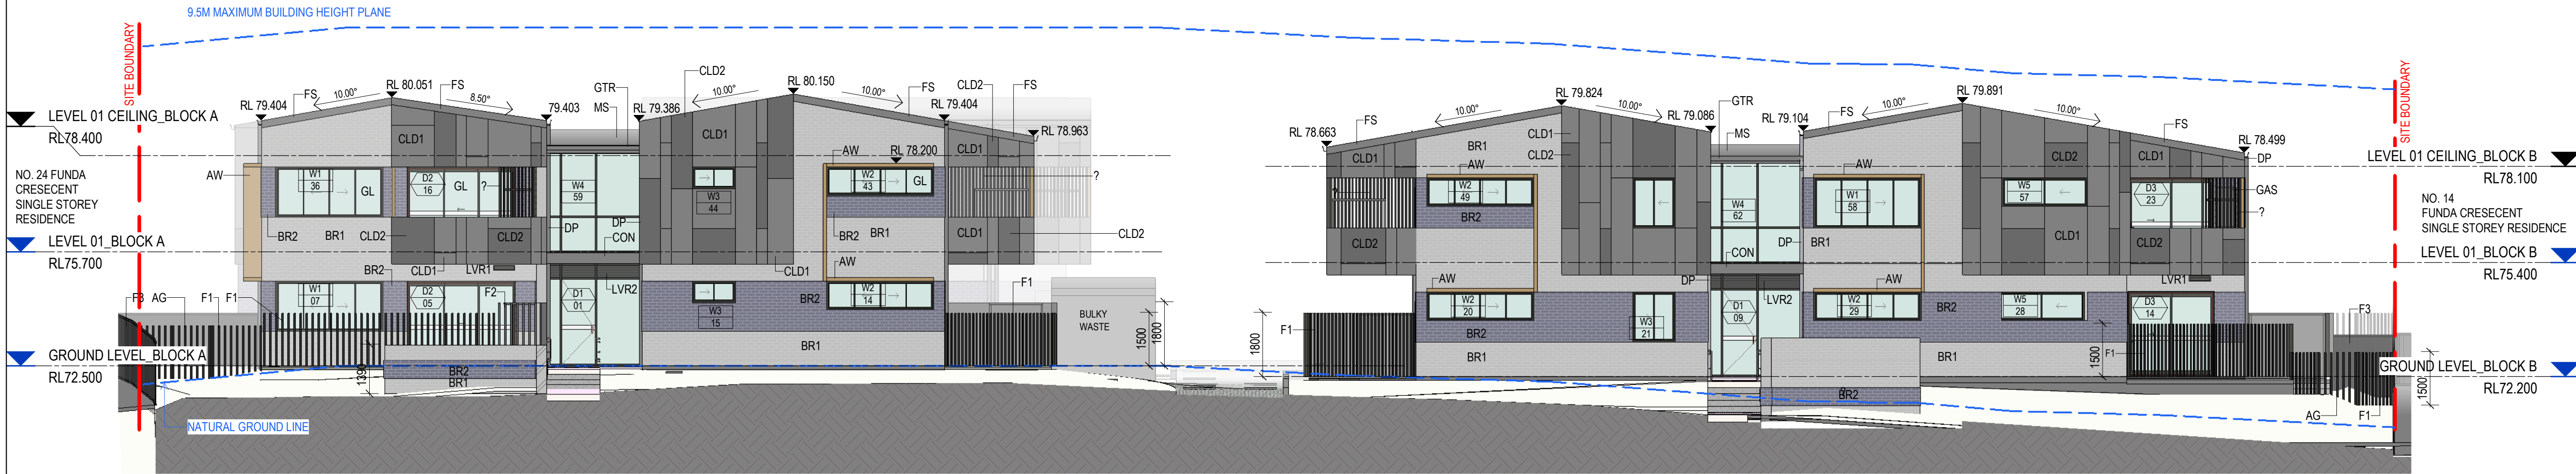 9.5M MAXIMUM BUILDING HEIGHT PLANE
SITE BOUNDARY
LEVEL 01 CEILING_BLOCK A
RL78.400
NO. 24 FUNDA
CRESECENT
SINGLE STOREY
RESIDENCE
LEVEL 01_BLOCK A
RL75.700
GROUND LEVEL_BLOCK A
RL72.500
NATURAL GROUND LINE
RL 79.404
FS
10.00°
RL 80.051
FS
8.50°
79.403
GTR
MS
CLD2
RL 79.386
10.00°
RL 80.150
10.00°
FS
CLD2
FS
RL 79.404
RL 78.963
CLD1
CLD1
CLD1
AW
RL 78.200
AW
W1
36
GL
D2
16
GL
?
W4
59
W3
44
W2
43
GL
?
BR2
BR1
CLD2
CLD2
DP
DP
CON
BR2
BR1
CLD1
CLD2
BR2
CLD1
LVR1
CLD1
AW
F3
AG
F1
F1
W1
07
D2
05
F2
D1
01
LVR2
W3
15
BR2
W2
14
F1
BULKY
WASTE
1500
1800
BR1
1390
BR2
BR1
RL 78.663
FS
10.00°
RL 79.824
10.00°
RL 79.086
GTR
MS
RL 79.104
FS
10.00°
RL 79.891
10.00°
FS
RL 78.499
DP
SITE BOUNDARY
LEVEL 01 CEILING_BLOCK B
RL78.100
CLD1
CLD2
CLD1
BR1
AW
AW
CLD2
CLD1
?
W2
49
W4
62
W1
58
W5
57
D3
23
GAS
?
NO. 14
FUNDA CRESECENT
SINGLE STOREY RESIDENCE
BR2
CLD2
CON
DP
BR1
CLD1
CLD2
LEVEL 01_BLOCK B
RL75.400
AW
DP
LVR2
AW
LVR1
1800
F1
W2
20
W3
21
D1
09
W2
29
BR2
W5
28
D3
14
F3
BR2
BR1
BR1
1500
F1
GROUND LEVEL_BLOCK B
RL72.200
BR2
AG
F1
1500